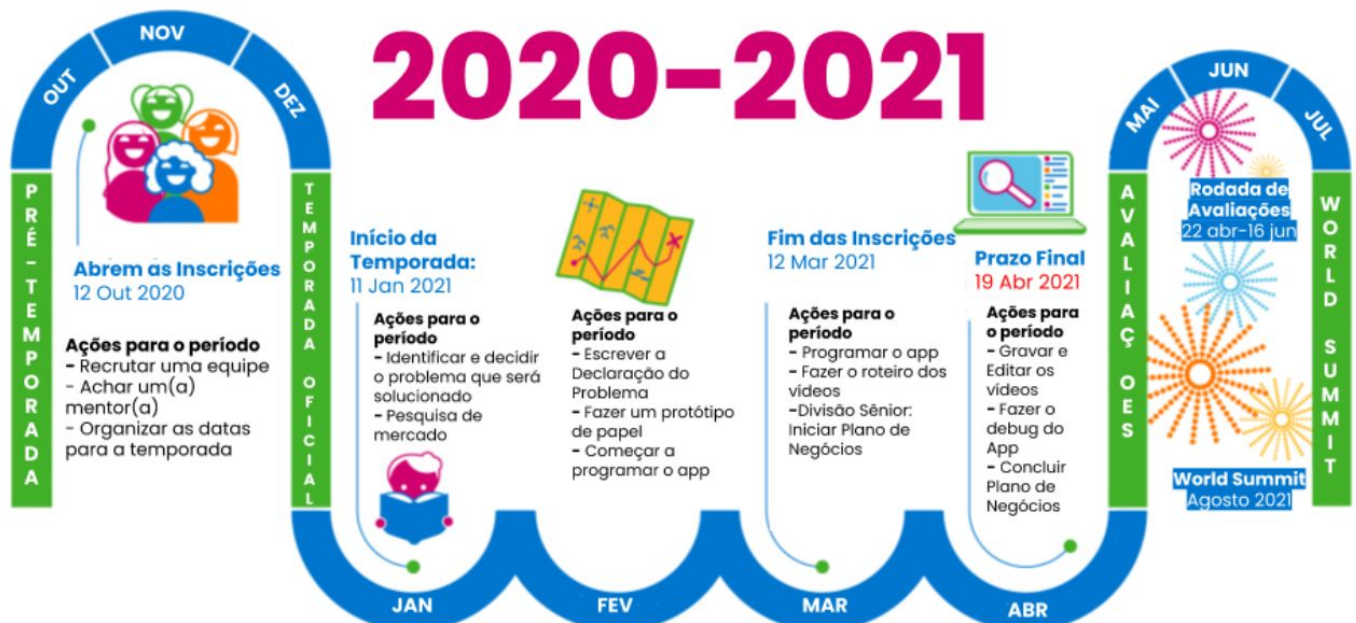 2020-2021
OUT
NOV
DEZ
PRÉ-TEMPORADA
Abrem as Inscrições
12 Out 2020
Ações para o período
- Recrutar uma equipe
- Achar um(a)
mentor(a)
- Organizar as datas
para a temporada
TEMPORADA OFICIAL
Início da
Temporada:
11 Jan 2021
Ações para o
período
- Identificar e decidir
o problema que será
solucionado
- Pesquisa de
mercado
JAN
Ações para o
período
- Escrever a
Declaração do
Problema
- Fazer um protótipo
de papel
- Começar a
programar o app
FEV
Fim das Inscrições
12 Mar 2021
Ações para o
período
- Programar o app
- Fazer o roteiro dos
vídeos
-Divisão Sênior:
Iniciar Plano de
Negócios
MAR
Prazo Final
19 Abr 2021
Ações para
o período
- Gravar e
Editar os
vídeos
- Fazer o
debug do
App
- Concluir
Plano de
Negócios
ABR
AVALIAÇ OES
MAI
JUN
JUL
Rodada de
Avaliações
22 abr-16 jun
World Summit
Agosto 2021
WORLD SUMMIT